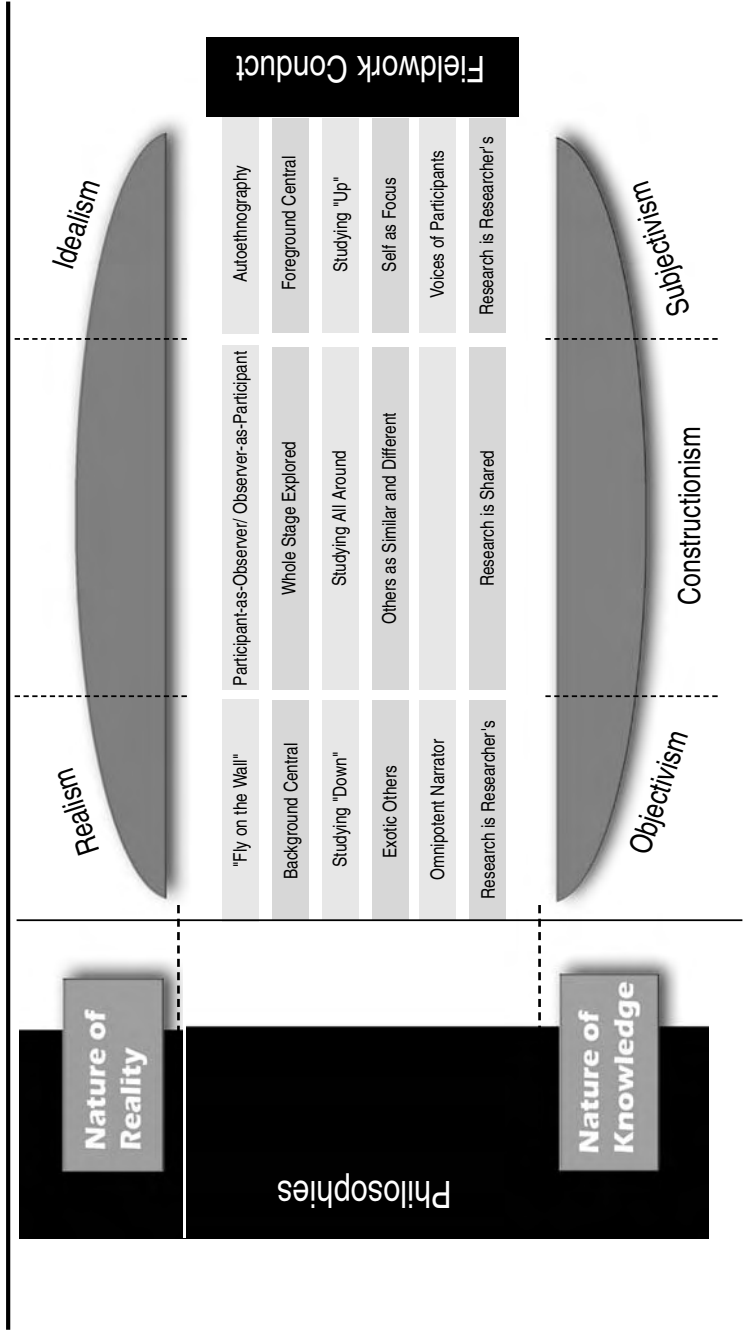 Realism
Idealism
Nature of
Reality
"Fly on the Wall"
Participant-as-Observer/ Observer-as-Participant
Autoethnography
Background Central
Whole Stage Explored
Foreground Central
Studying "Down"
Studying All Around
Studying "Up"
Exotic Others
Others as Similar and Different
Self as Focus
Omnipotent Narrator
Voices of Participants
Research is Researcher's
Research is Shared
Research is Researcher's
Philosophies
Fieldwork Conduct
Nature of
Knowledge
Objectivism
Constructionism
Subjectivism